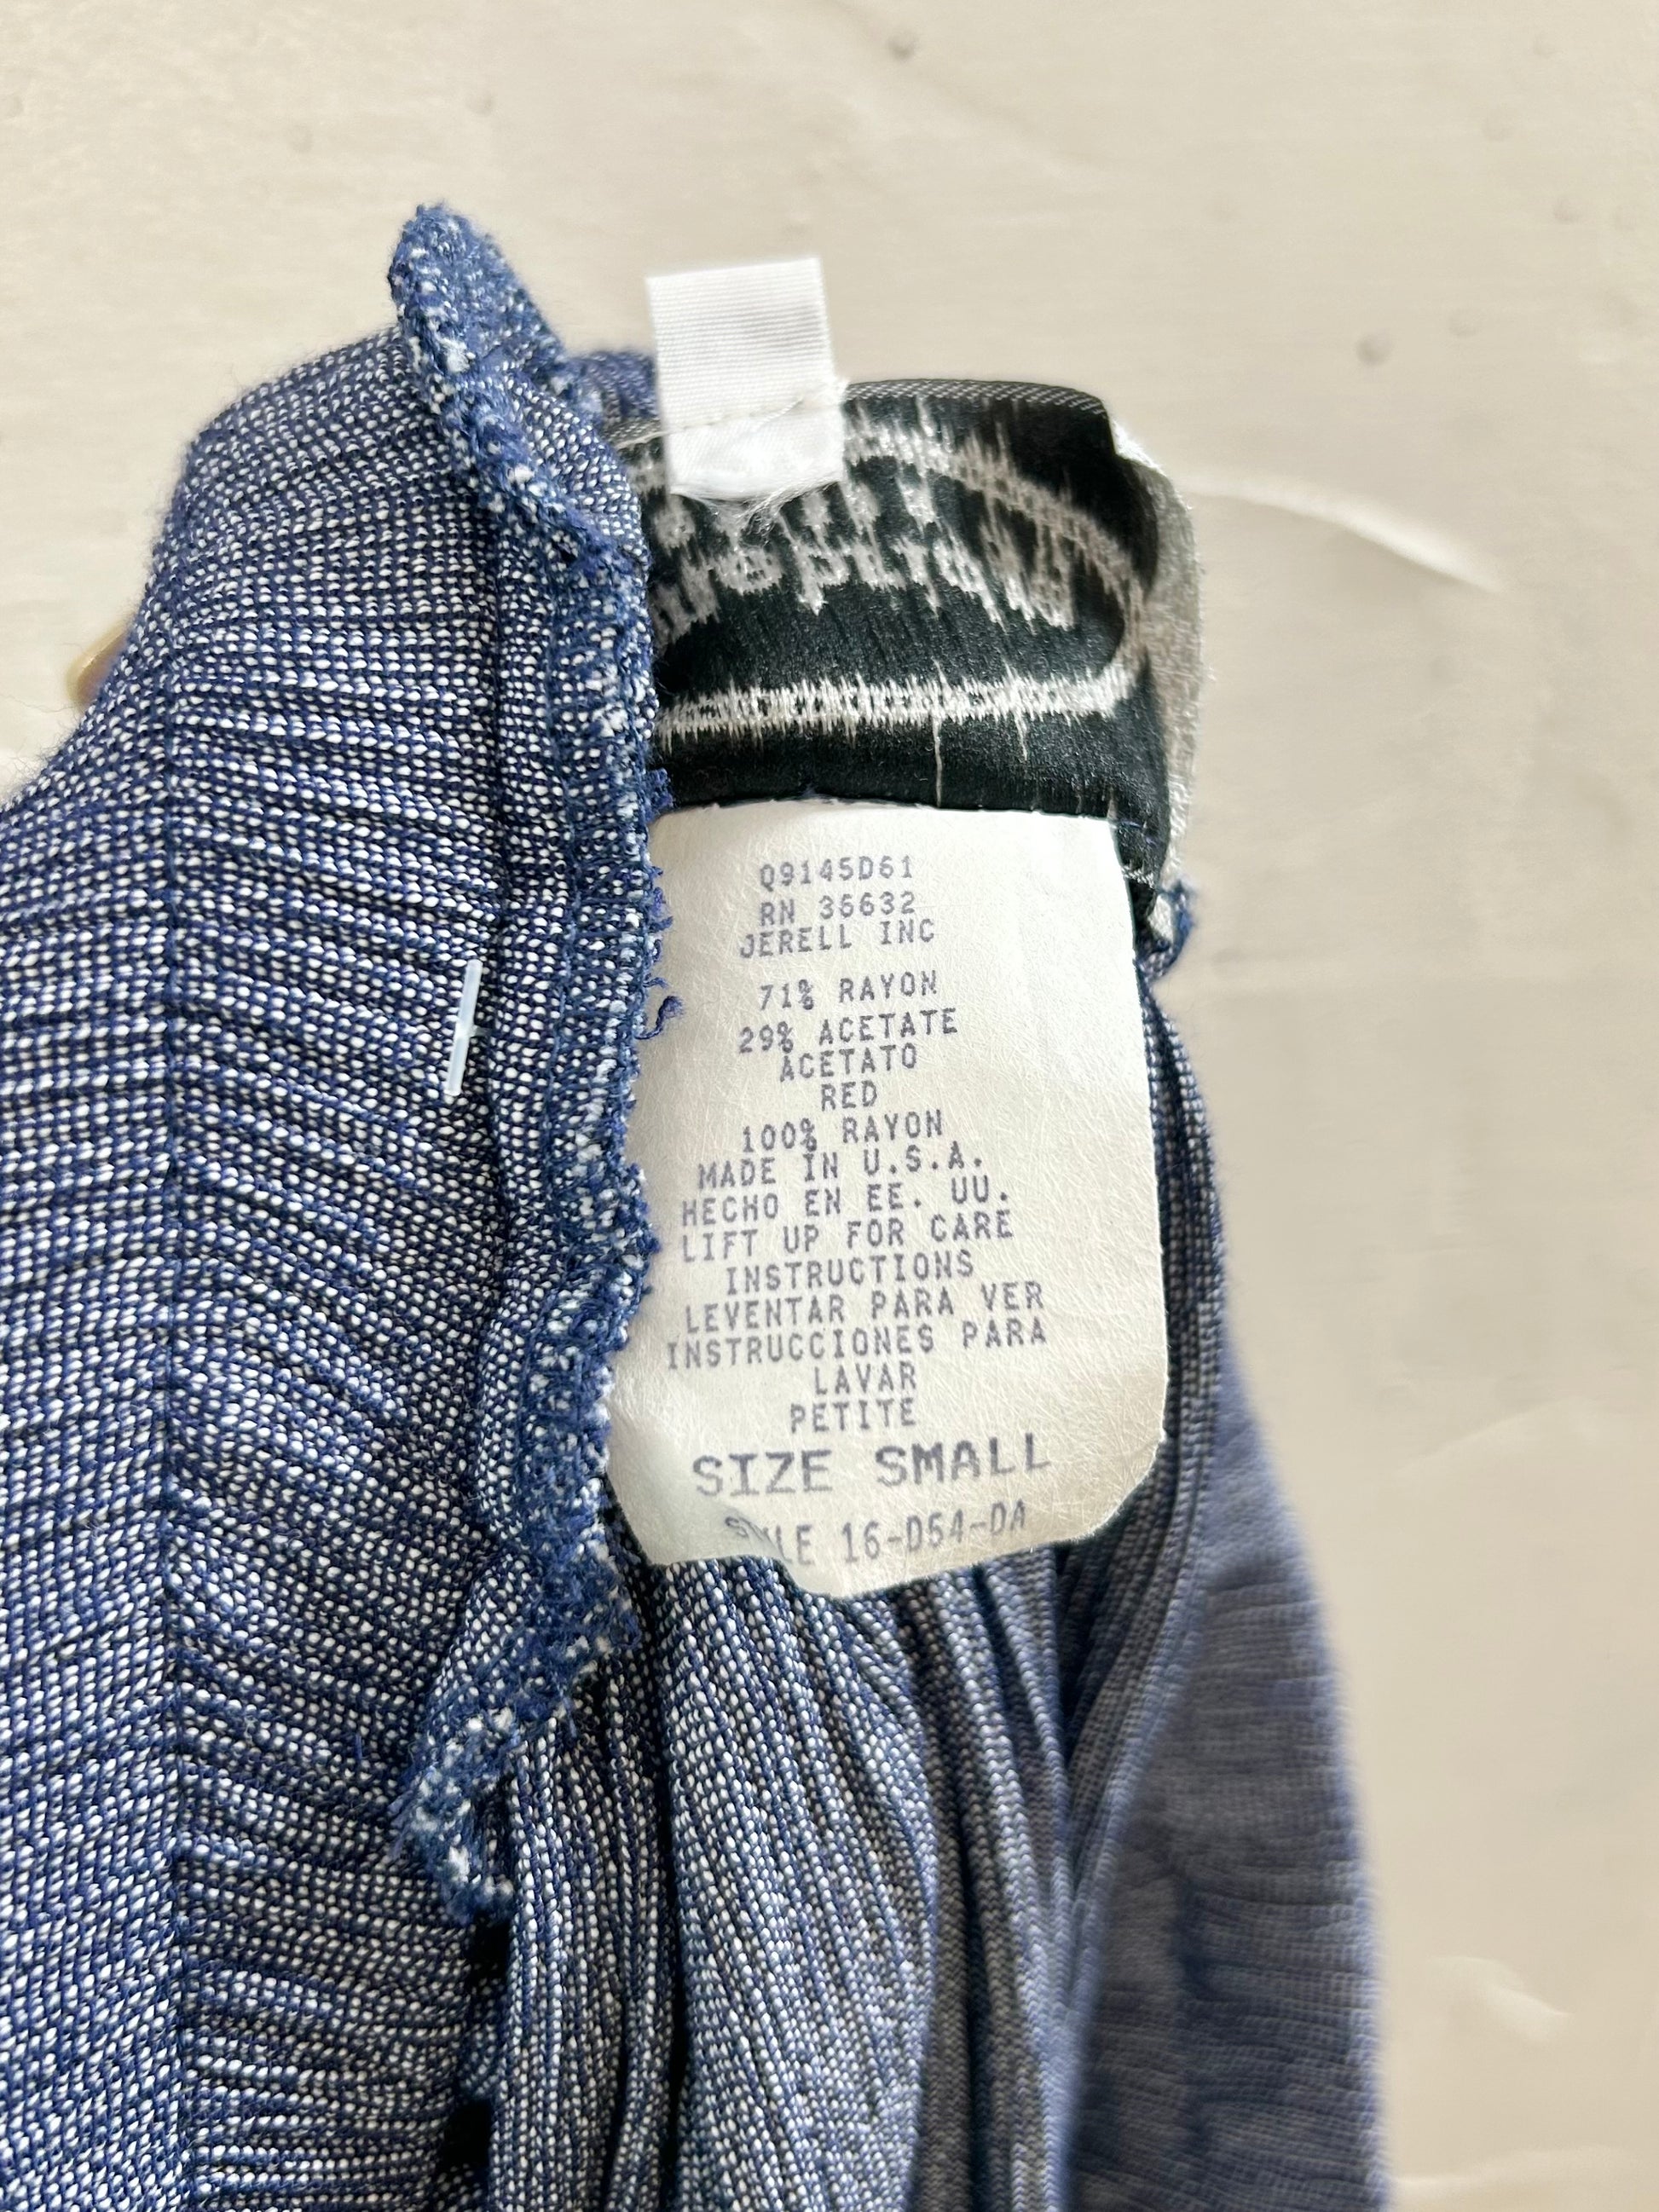 Q9145D61
RN 36632
JERELL INC
71% RAYON
29% ACETATE
ACETATO
RED
100% RAYON
MADE IN U.S.A.
HECHO EN EE. UU.
LIFT UP FOR CARE
INSTRUCTIONS
LEVENTAR PARA VER
INSTRUCCIONES PARA
LAVAR
PETITE
SIZE SMALL
STYLE 16-D54-DA